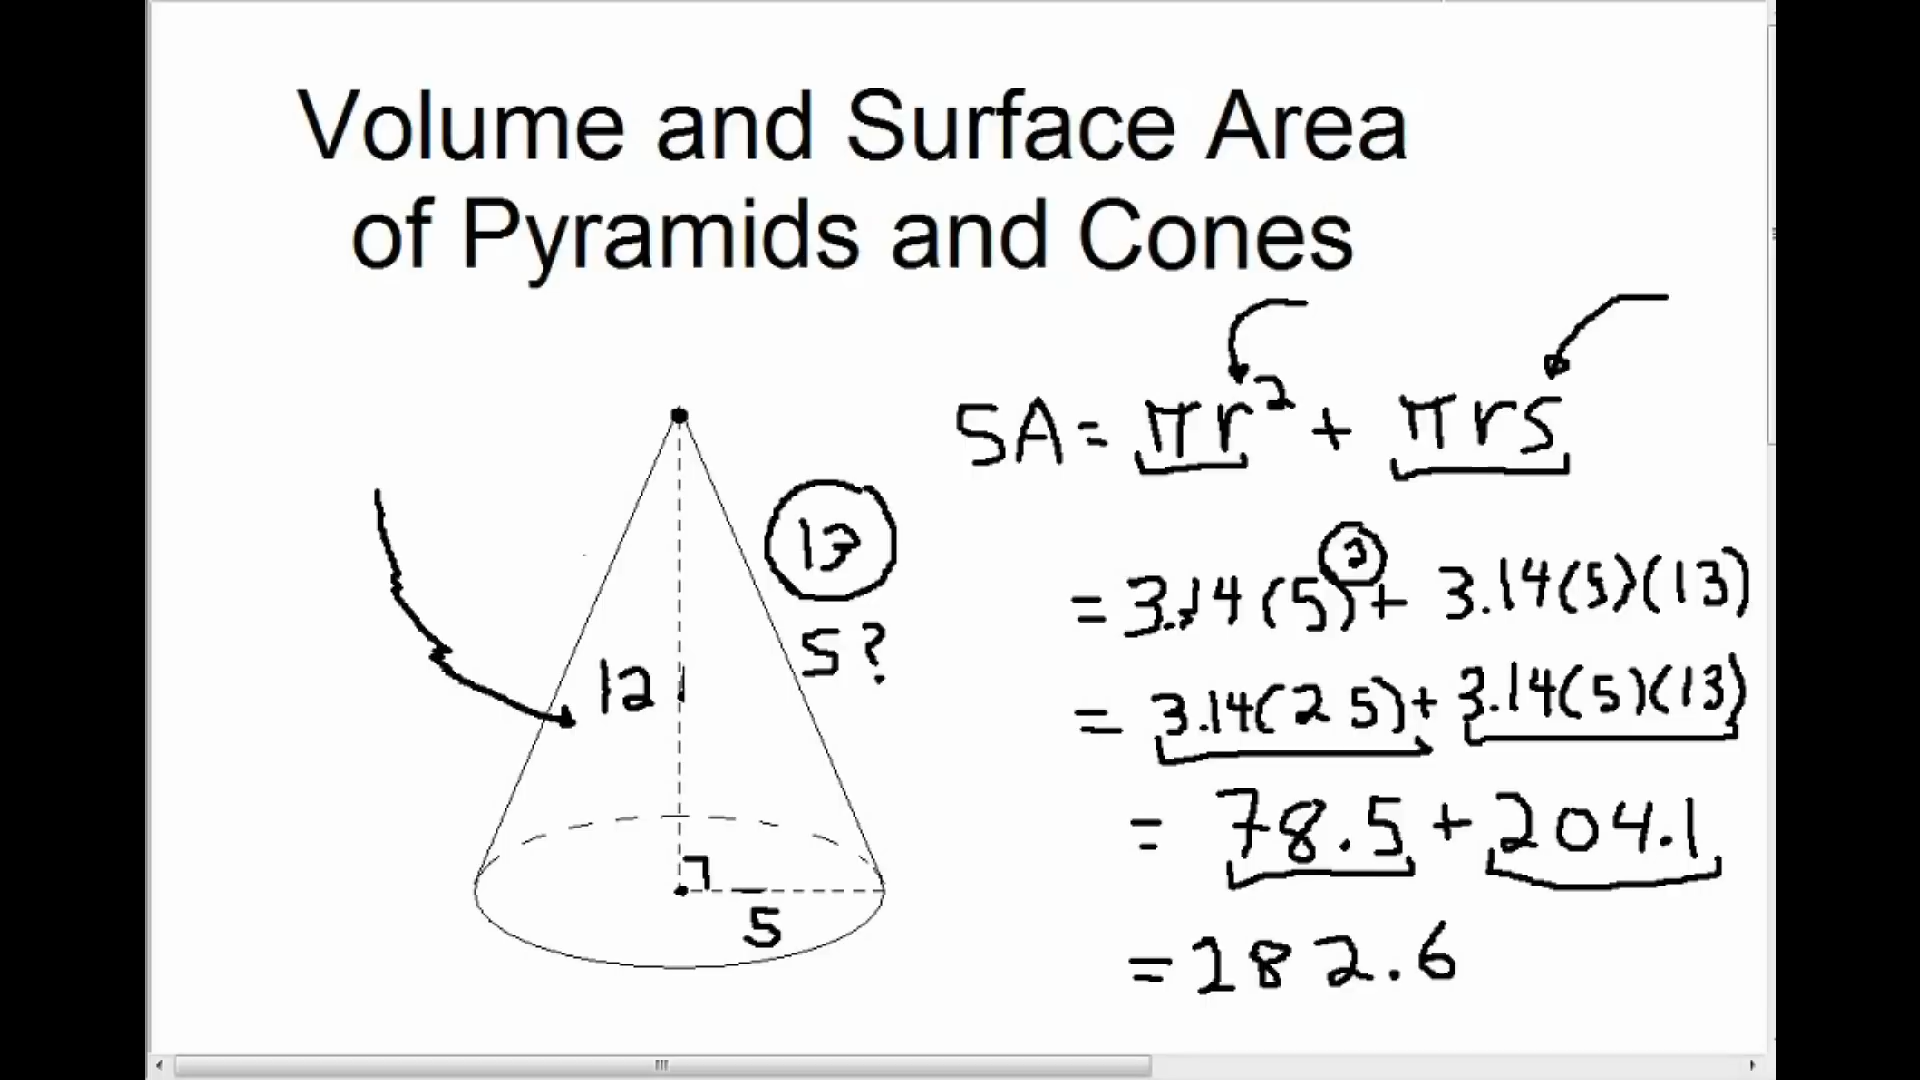 Volume and Surface Area
of Pyramids and Cones
SA = πr² + πrs
13
= 3.14(5)² + 3.14(5)(13)
s?
12
= 3.14(25) + 3.14(5)(13)
= 78.5 + 204.1
5
= 282.6